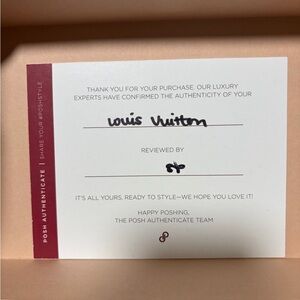 THANK YOU FOR YOUR PURCHASE. OUR LUXURY
EXPERTS HAVE CONFIRMED THE AUTHENTICITY OF YOUR
Louis Vuitton
REVIEWED BY
IT'S ALL YOURS, READY TO STYLE—WE HOPE YOU LOVE IT!
HAPPY POSHING,
THE POSH AUTHENTICATE TEAM
POSH AUTHENTICATE | SHARE YOUR #POSHSTYLE